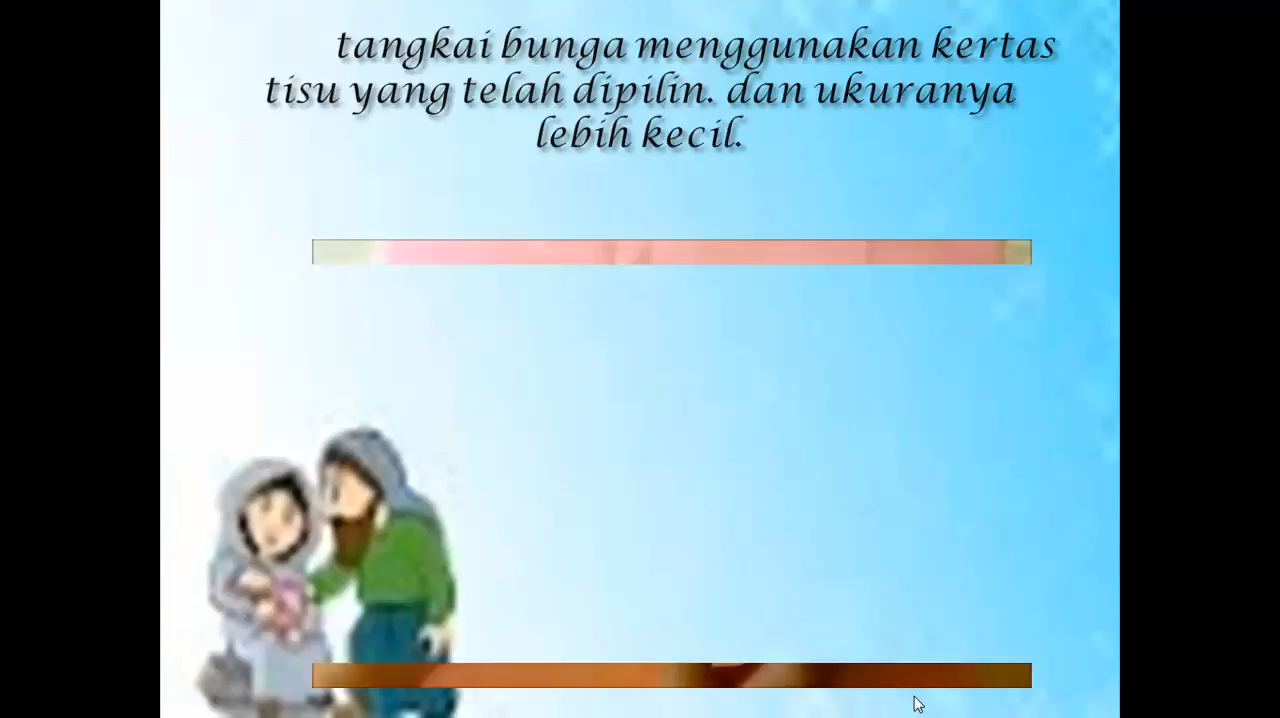 tangkai bunga menggunakan kertas
tisu yang telah dipilin. dan ukuranya
lebih kecil.